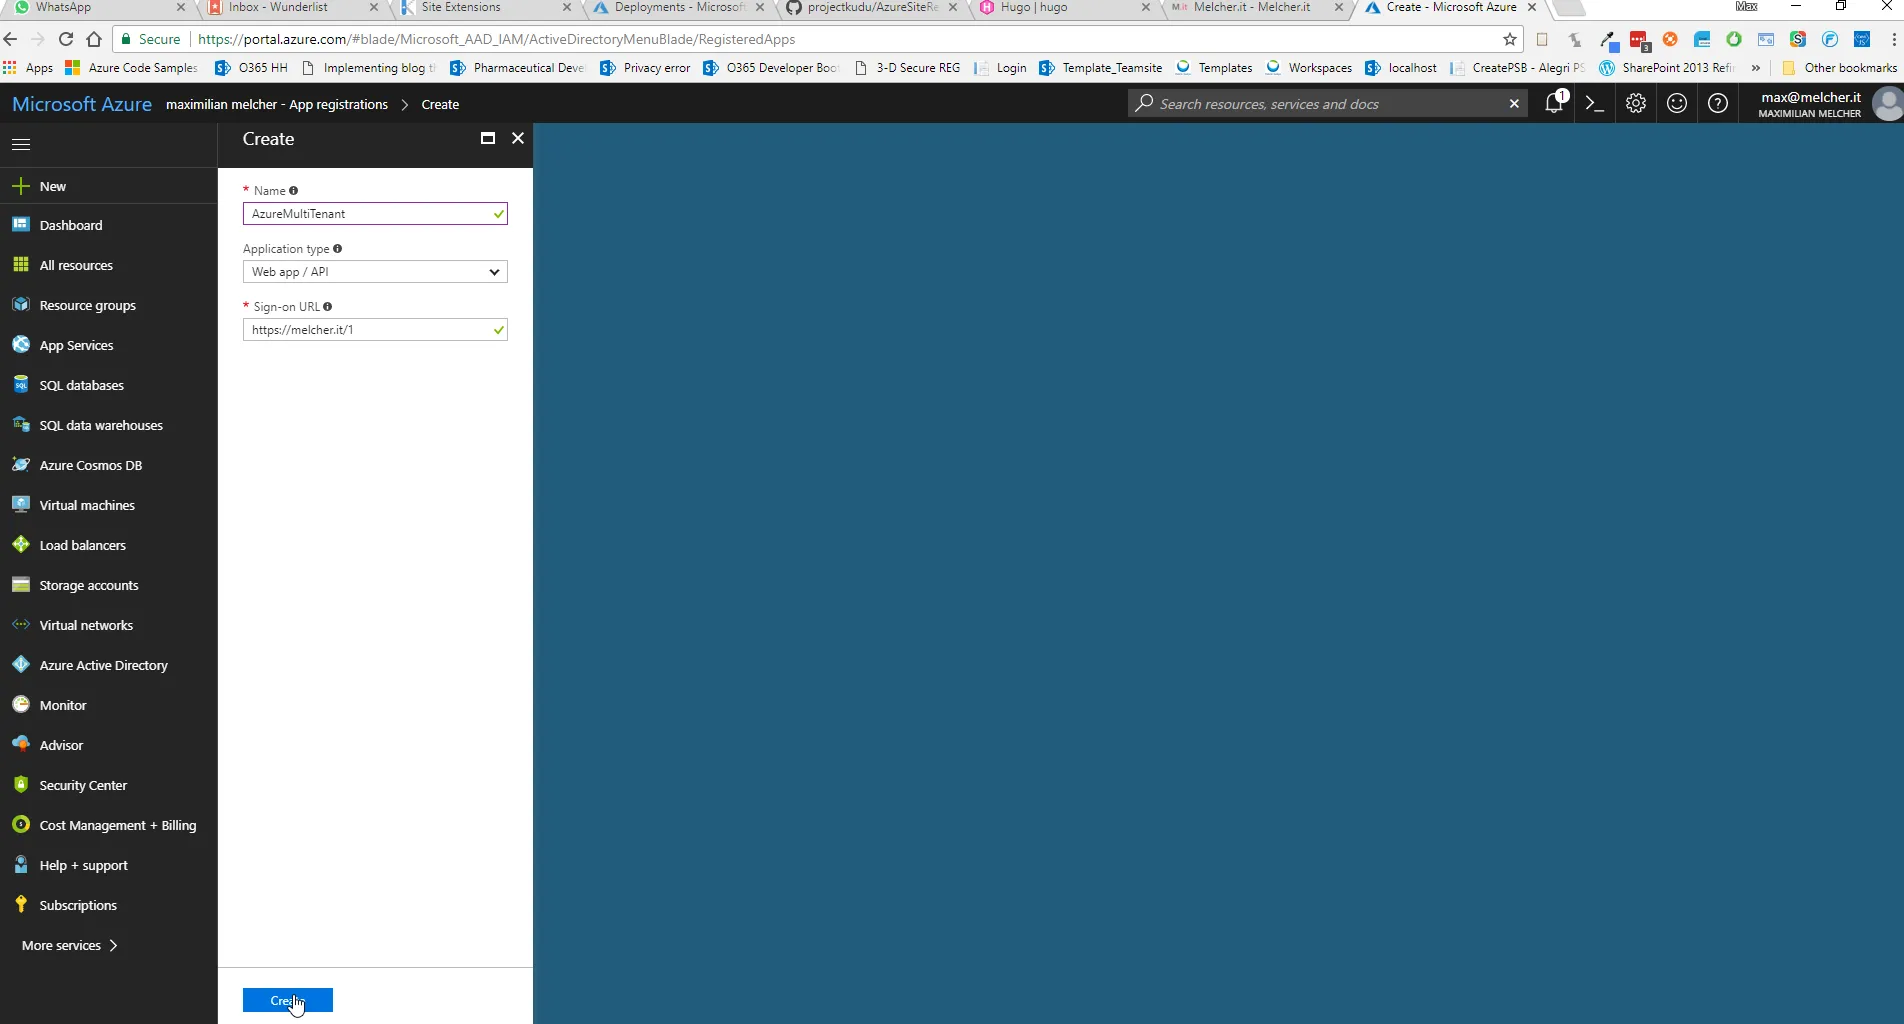 WhatsApp
Inbox - Wunderlist
Site Extensions
Deployments - Microsoft
projectkudu/AzureSiteRe
Hugo | hugo
Melcher.it - Melcher.it
Create - Microsoft Azure
Max
Secure
https://portal.azure.com/#blade/Microsoft_AAD_IAM/ActiveDirectoryMenuBlade/RegisteredApps
3
Apps
Azure Code Samples
O365 HH
Implementing blog
Pharmaceutical Deve
Privacy error
O365 Developer Boo
3-D Secure REG
Login
Template_Teamsite
Templates
Workspaces
localhost
CreatePSB - Alegri PS
SharePoint 2013 Refi
»
Other bookmarks
Microsoft Azure
maximilian melcher - App registrations > Create
Search resources, services and docs
1
max@melcher.it
MAXIMILIAN MELCHER
New
Dashboard
All resources
Resource groups
App Services
SQL databases
SQL data warehouses
Azure Cosmos DB
Virtual machines
Load balancers
Storage accounts
Virtual networks
Azure Active Directory
Monitor
Advisor
Security Center
Cost Management + Billing
Help + support
Subscriptions
More services >
Create
* Name
AzureMultiTenant
Application type
Web app / API
* Sign-on URL
https://melcher.it/1
Create